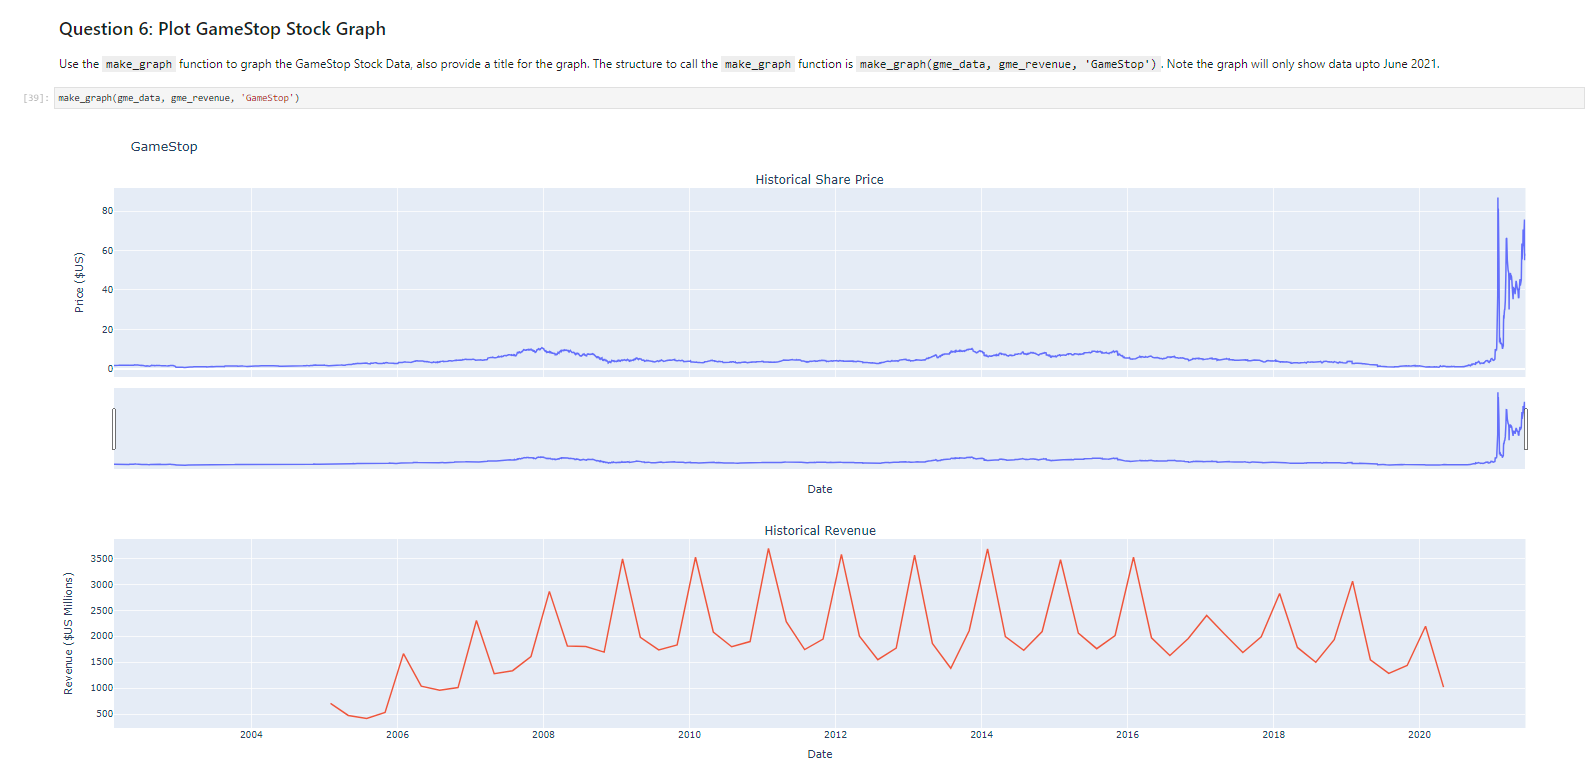 Question 6: Plot GameStop Stock Graph
Use the make_graph function to graph the GameStop Stock Data, also provide a title for the graph. The structure to call the make_graph function is make_graph(gme_data, gme_revenue, 'GameStop') . Note the graph will only show data upto June 2021.
[39]: make_graph(gme_data, gme_revenue, 'GameStop')
GameStop
Historical Share Price
80
60
40
20
0
Price ($US)
Date
Historical Revenue
3500
3000
2500
2000
1500
1000
500
Revenue ($US Millions)
2004 2006 2008 2010 2012 2014 2016 2018 2020
Date